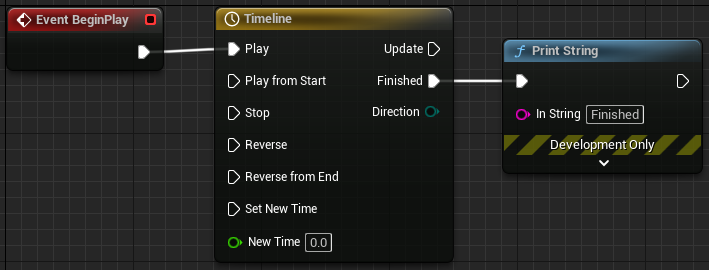 Event BeginPlay
Timeline
Play
Update
Play from Start
Finished
Stop
Direction
Reverse
Reverse from End
Set New Time
New Time 0.0
Print String
In String Finished
Development Only